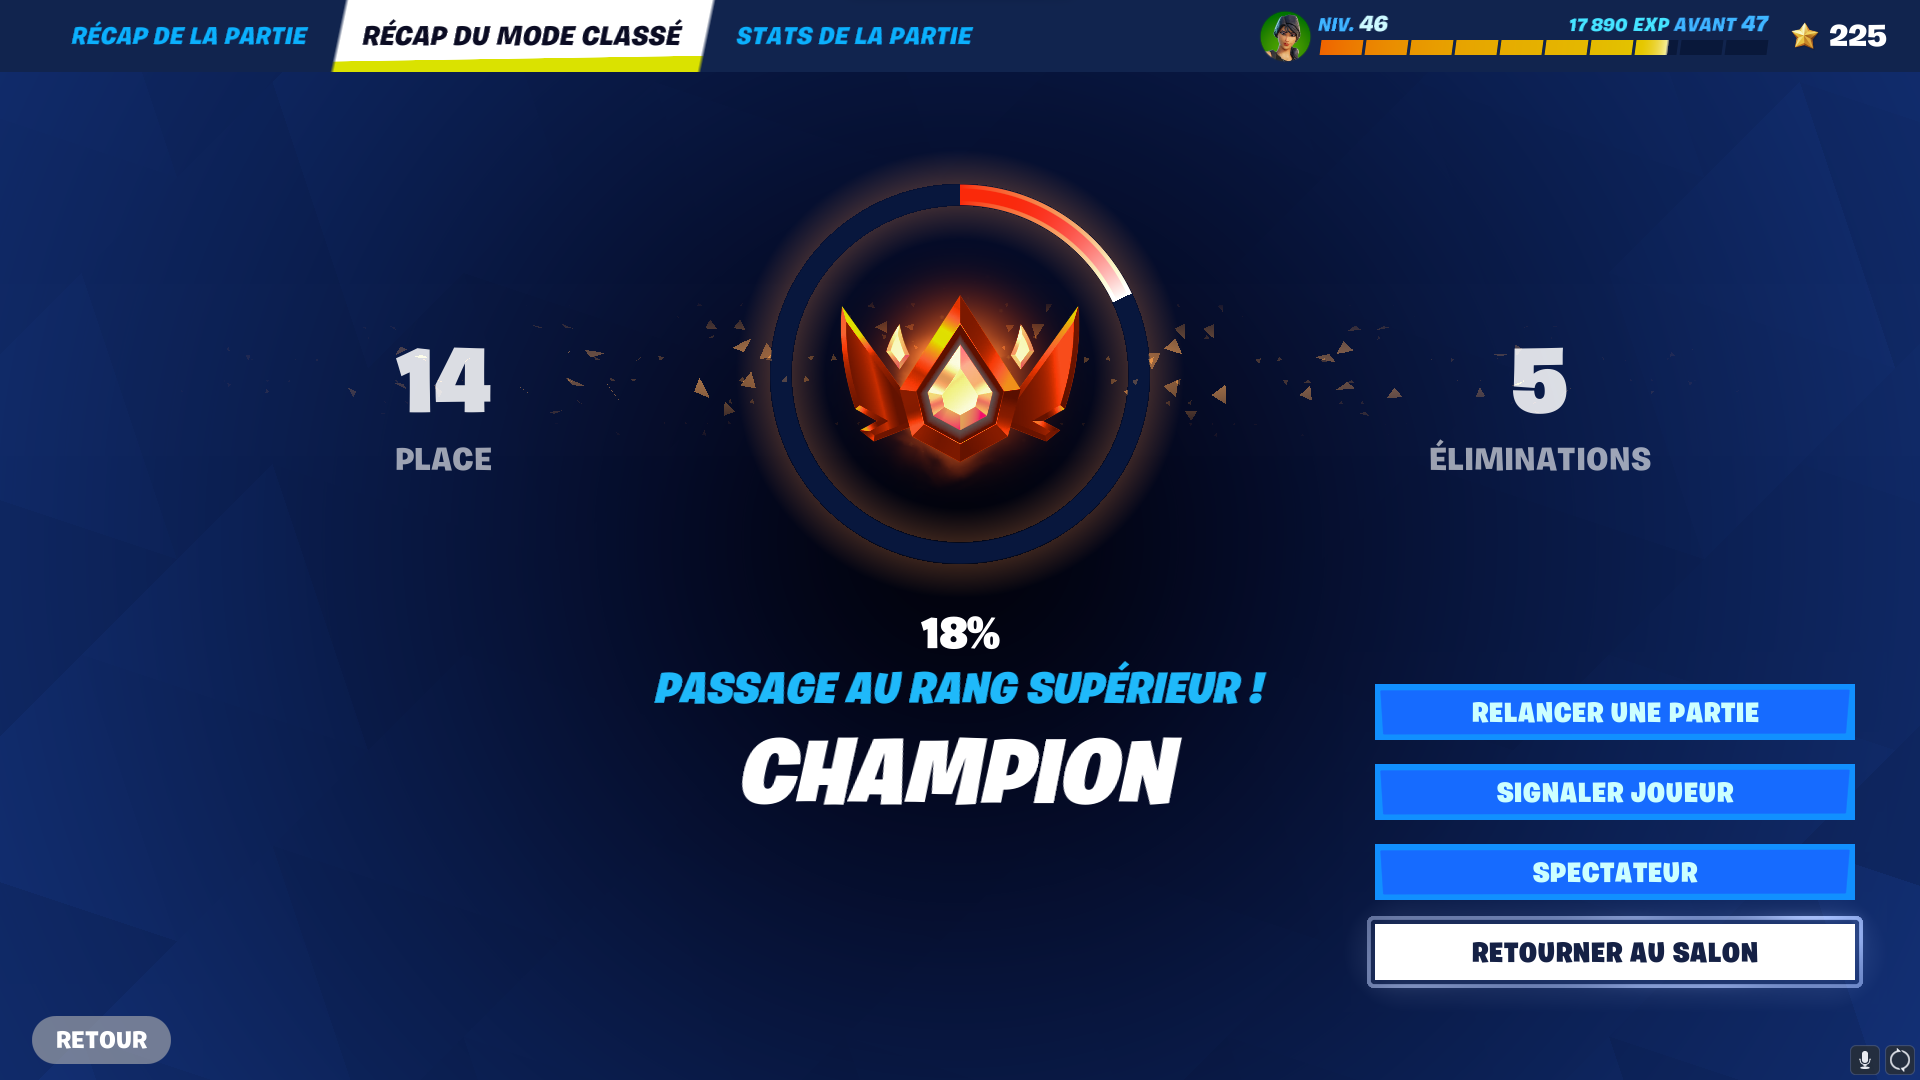 RÉCAP DE LA PARTIE
RÉCAP DU MODE CLASSÉ
STATS DE LA PARTIE
NIV. 46
17 890 EXP AVANT 47
225
14
PLACE
5
ÉLIMINATIONS
18%
PASSAGE AU RANG SUPÉRIEUR !
CHAMPION
RELANCER UNE PARTIE
SIGNALER JOUEUR
SPECTATEUR
RETOURNER AU SALON
RETOUR